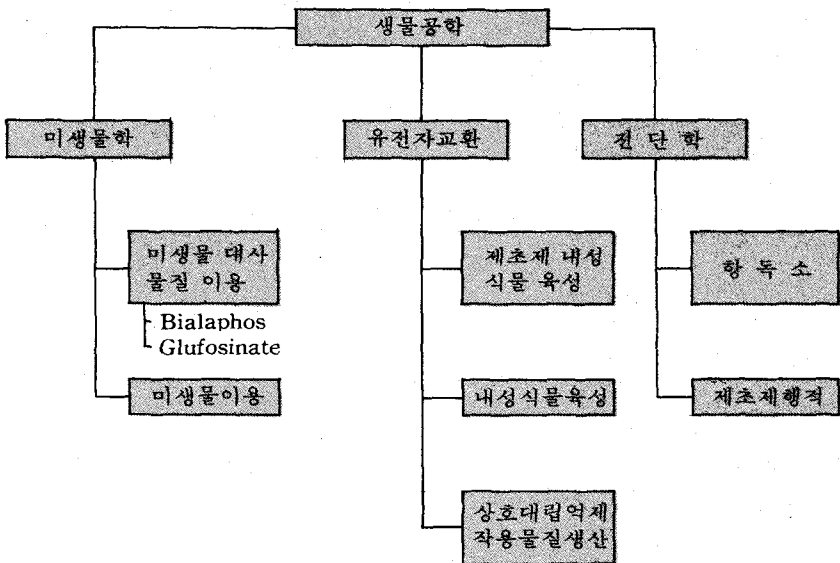 생물공학
미생물학
유전자교환
진단학
미생물 대사
물질 이용
Bialaphos
Glufosinate
미생물이용
제초제 내성
식물 육성
내성식물육성
상호대립억제
작용물질생산
항독소
제초제행적